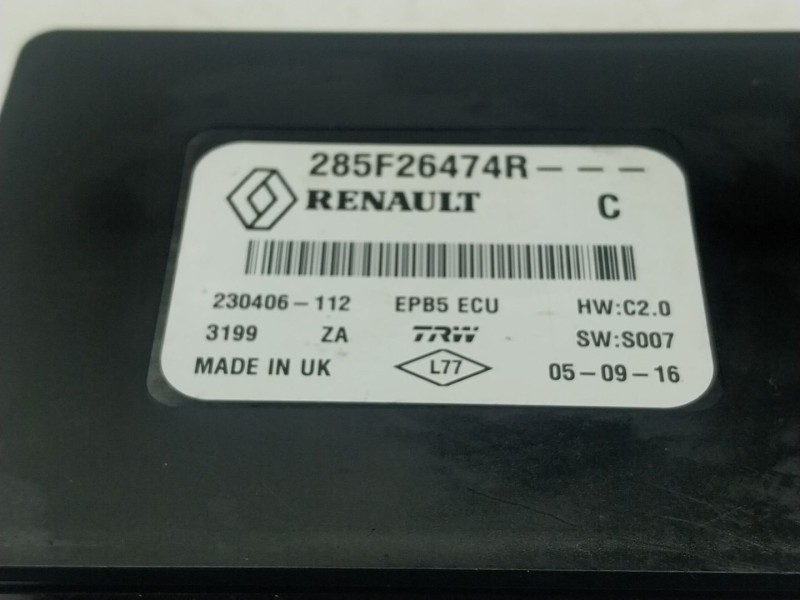 285F26474R---
RENAULT C
230406-112 EPB5 ECU HW:C2.0
3199 ZA TRW SW:S007
MADE IN UK L77 05-09-16